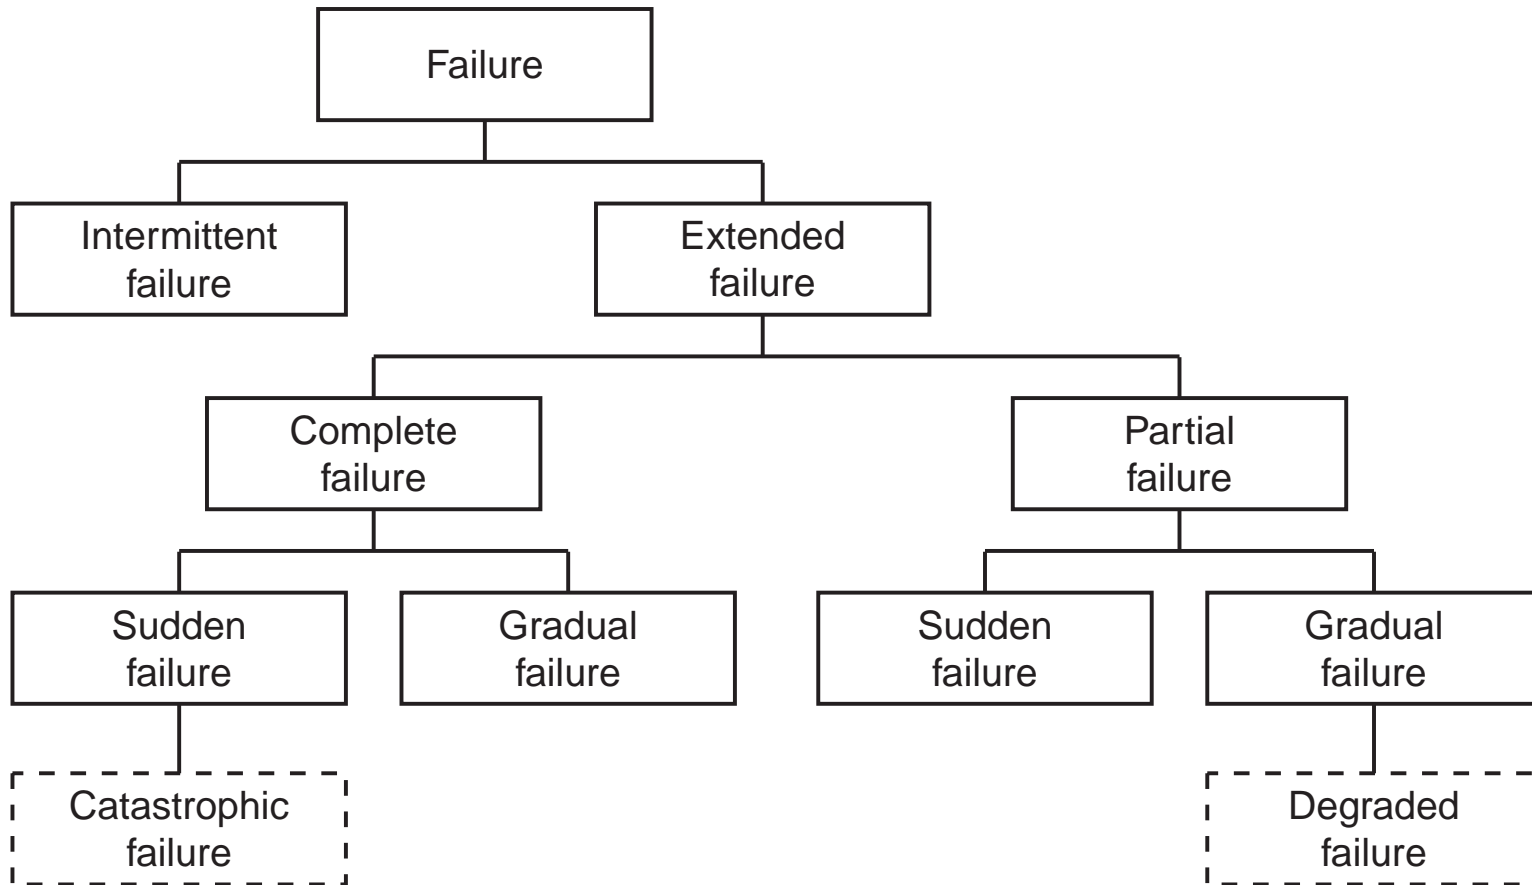 Failure
Intermittent
failure
Extended
failure
Complete
failure
Partial
failure
Sudden
failure
Gradual
failure
Sudden
failure
Gradual
failure
Catastrophic
failure
Degraded
failure